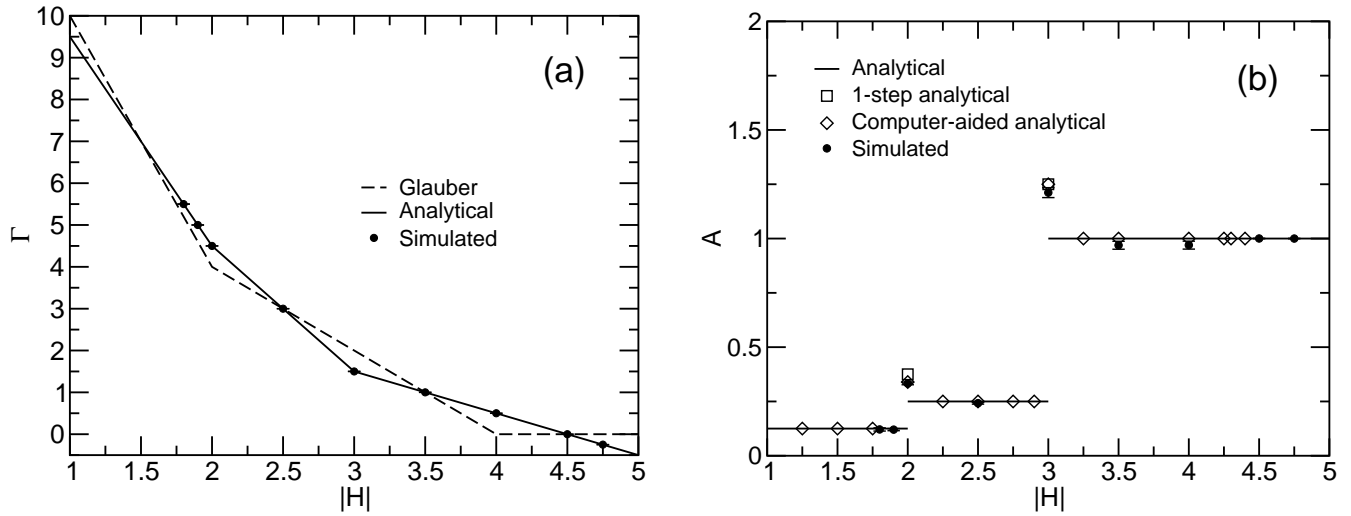 10
9
8
7
6
5
4
3
2
1
0
Γ
(a)
Glauber
Analytical
Simulated
1 1.5 2 2.5 3 3.5 4 4.5 5
|H|
2
1.5
1
0.5
0
A
(b)
Analytical
1-step analytical
Computer-aided analytical
Simulated
1 1.5 2 2.5 3 3.5 4 4.5 5
|H|